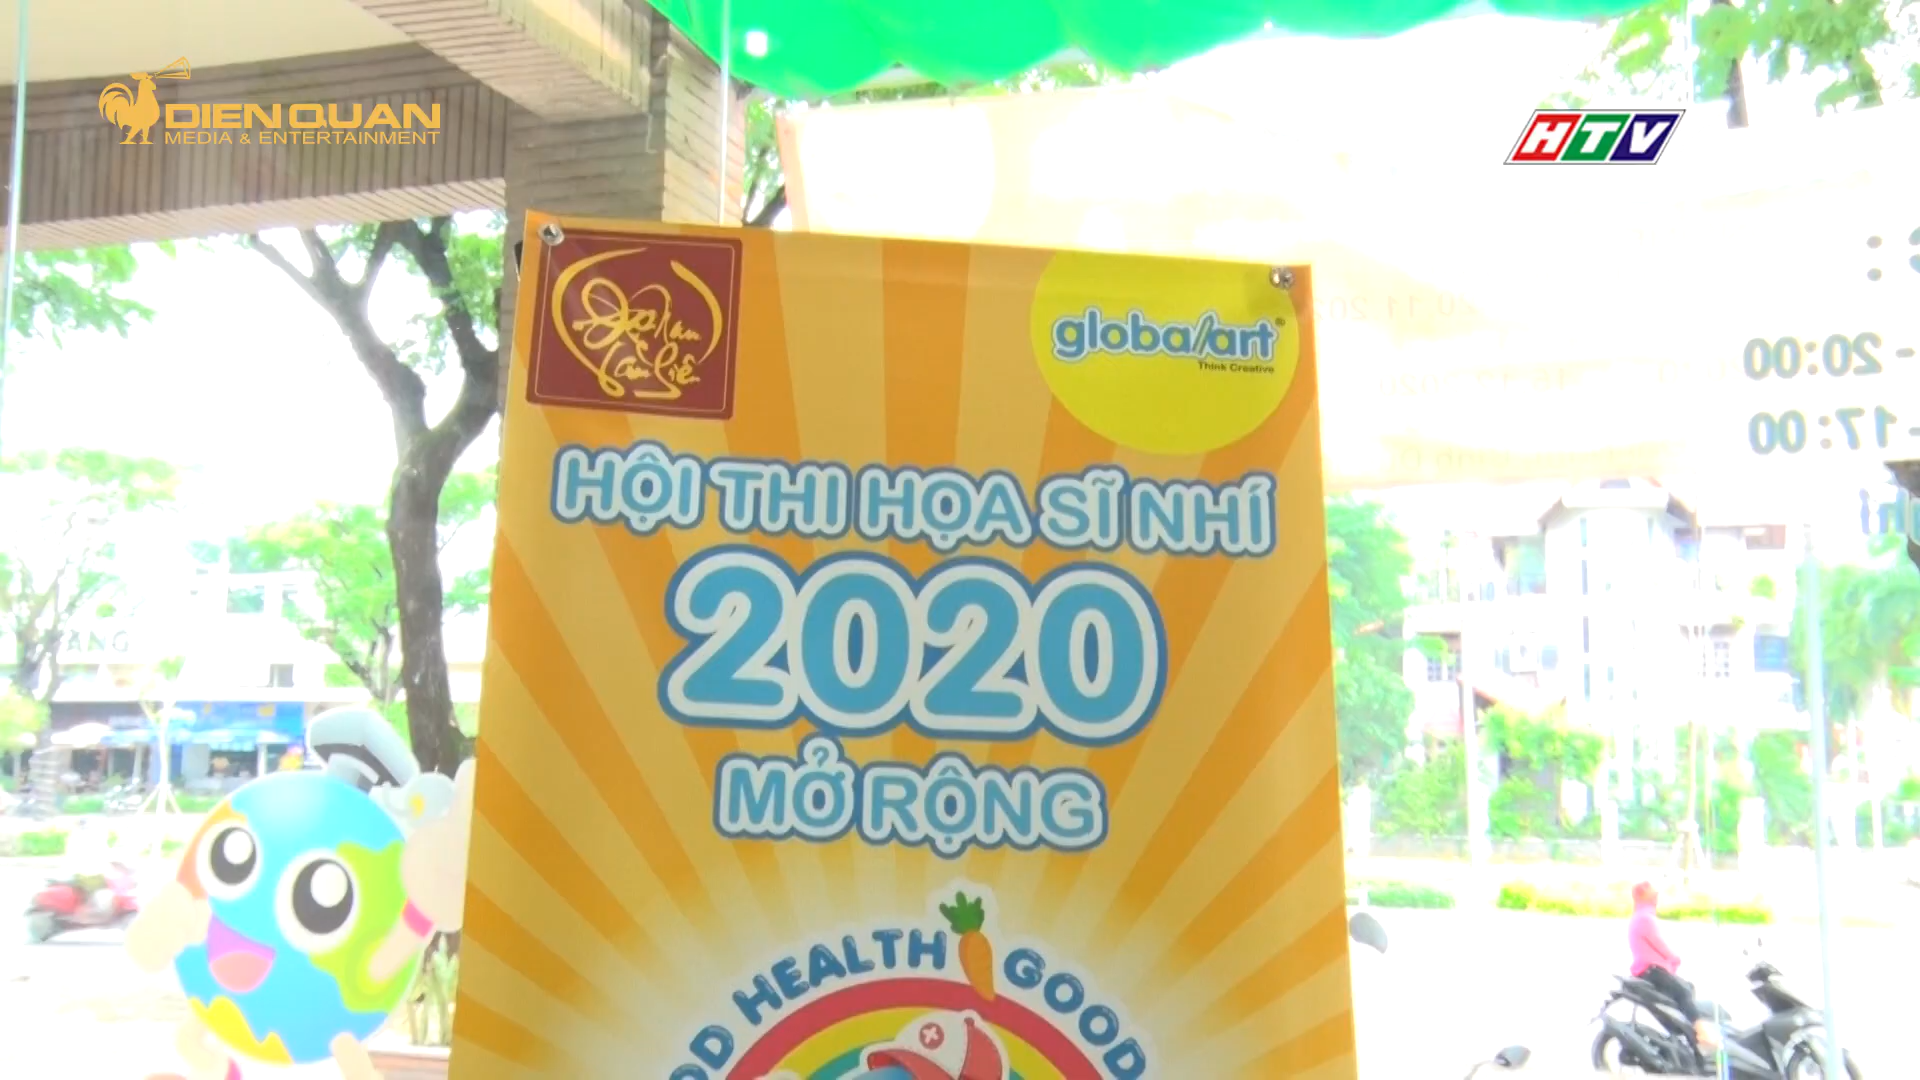 DIEN QUAN
MEDIA & ENTERTAINMENT
HTV
globalart®
Think Creative
HỘI THI HỌA SĨ NHÍ
2020
MỞ RỘNG
HEALTH GOOD
- 20:00
- 17:00